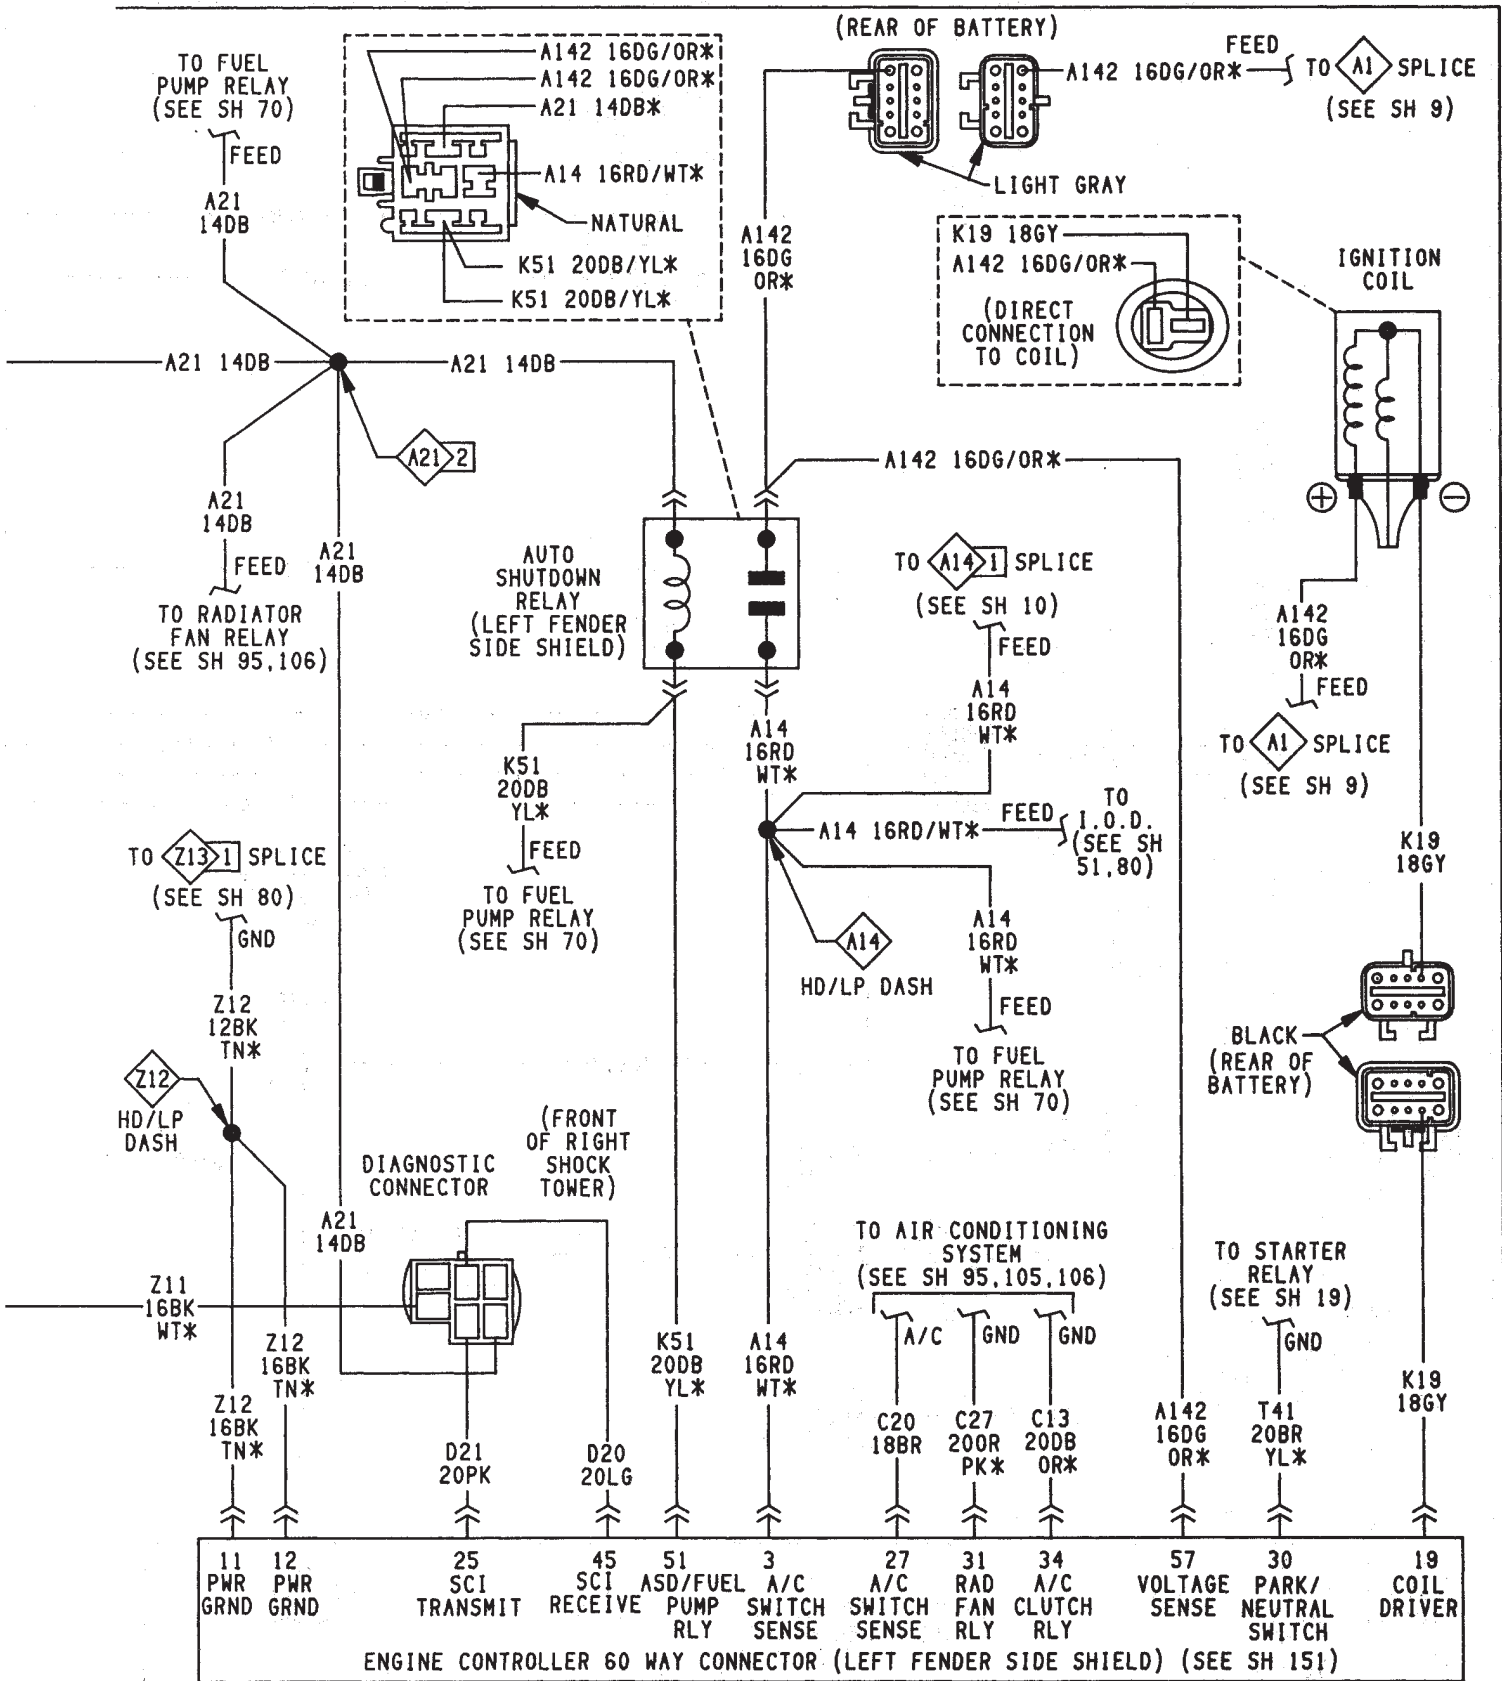 (REAR OF BATTERY)
FEED
A142 16DG/OR*
TO A1 SPLICE
(SEE SH 9)
LIGHT GRAY
TO FUEL
PUMP RELAY
(SEE SH 70)
FEED
A21
14DB
A142 16DG/OR*
A142 16DG/OR*
A21 14DB*
A14 16RD/WT*
NATURAL
K51 20DB/YL*
K51 20DB/YL*
A142
16DG
OR*
K19 18GY
A142 16DG/OR*
(DIRECT
CONNECTION
TO COIL)
IGNITION
COIL
A21 14DB
A21 14DB
A21 2
A142 16DG/OR*
+
−
A21
14DB
FEED
TO RADIATOR
FAN RELAY
(SEE SH 95,106)
A21
14DB
AUTO
SHUTDOWN
RELAY
(LEFT FENDER
SIDE SHIELD)
TO A14 1 SPLICE
(SEE SH 10)
FEED
A14
16RD
WT*
A142
16DG
OR*
FEED
TO A1 SPLICE
(SEE SH 9)
K51
20DB
YL*
FEED
TO FUEL
PUMP RELAY
(SEE SH 70)
A14
16RD
WT*
A14 16RD/WT*
FEED
TO
I.O.D.
(SEE SH
51,80)
K19
18GY
TO Z13 1 SPLICE
(SEE SH 80)
GND
Z12
12BK
TN*
Z12
HD/LP
DASH
A14
HD/LP DASH
A14
16RD
WT*
FEED
TO FUEL
PUMP RELAY
(SEE SH 70)
BLACK
(REAR OF
BATTERY)
DIAGNOSTIC
CONNECTOR
(FRONT
OF RIGHT
SHOCK
TOWER)
A21
14DB
Z11
16BK
WT*
Z12
16BK
TN*
Z12
16BK
TN*
D21
20PK
D20
20LG
K51
20DB
YL*
A14
16RD
WT*
TO AIR CONDITIONING
SYSTEM
(SEE SH 95,105,106)
A/C
GND
GND
C20
18BR
C27
20OR
PK*
C13
20DB
OR*
A142
16DG
OR*
TO STARTER
RELAY
(SEE SH 19)
GND
T41
20BR
YL*
K19
18GY
11
PWR
GRND
12
PWR
GRND
25
SCI
TRANSMIT
45
SCI
RECEIVE
51
ASD/FUEL
PUMP
RLY
3
A/C
SWITCH
SENSE
27
A/C
SWITCH
SENSE
31
RAD
FAN
RLY
34
A/C
CLUTCH
RLY
57
VOLTAGE
SENSE
30
PARK/
NEUTRAL
SWITCH
19
COIL
DRIVER
ENGINE CONTROLLER 60 WAY CONNECTOR (LEFT FENDER SIDE SHIELD) (SEE SH 151)